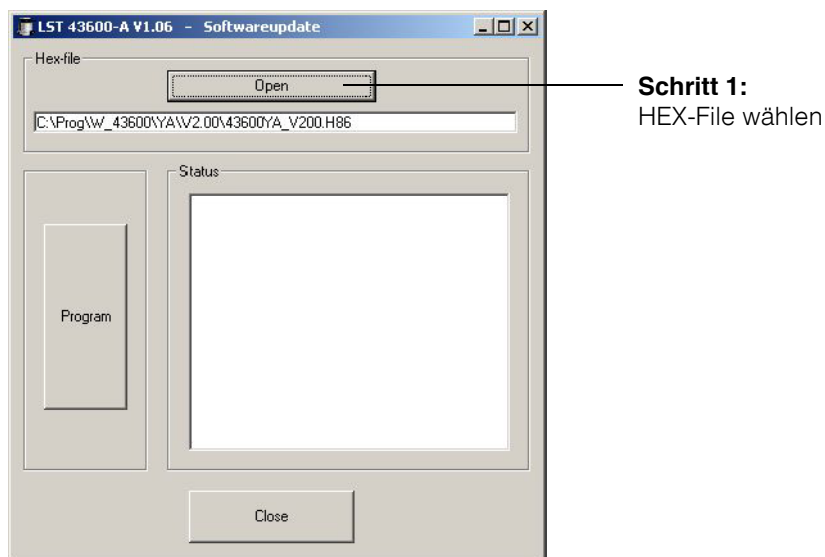 LST 43600-A V1.06 - Softwareupdate
Hex-file
Open
C:\Prog\W_43600\YA\V2.00\43600YA_V200.H86
Schritt 1:
HEX-File wählen
Status
Program
Close